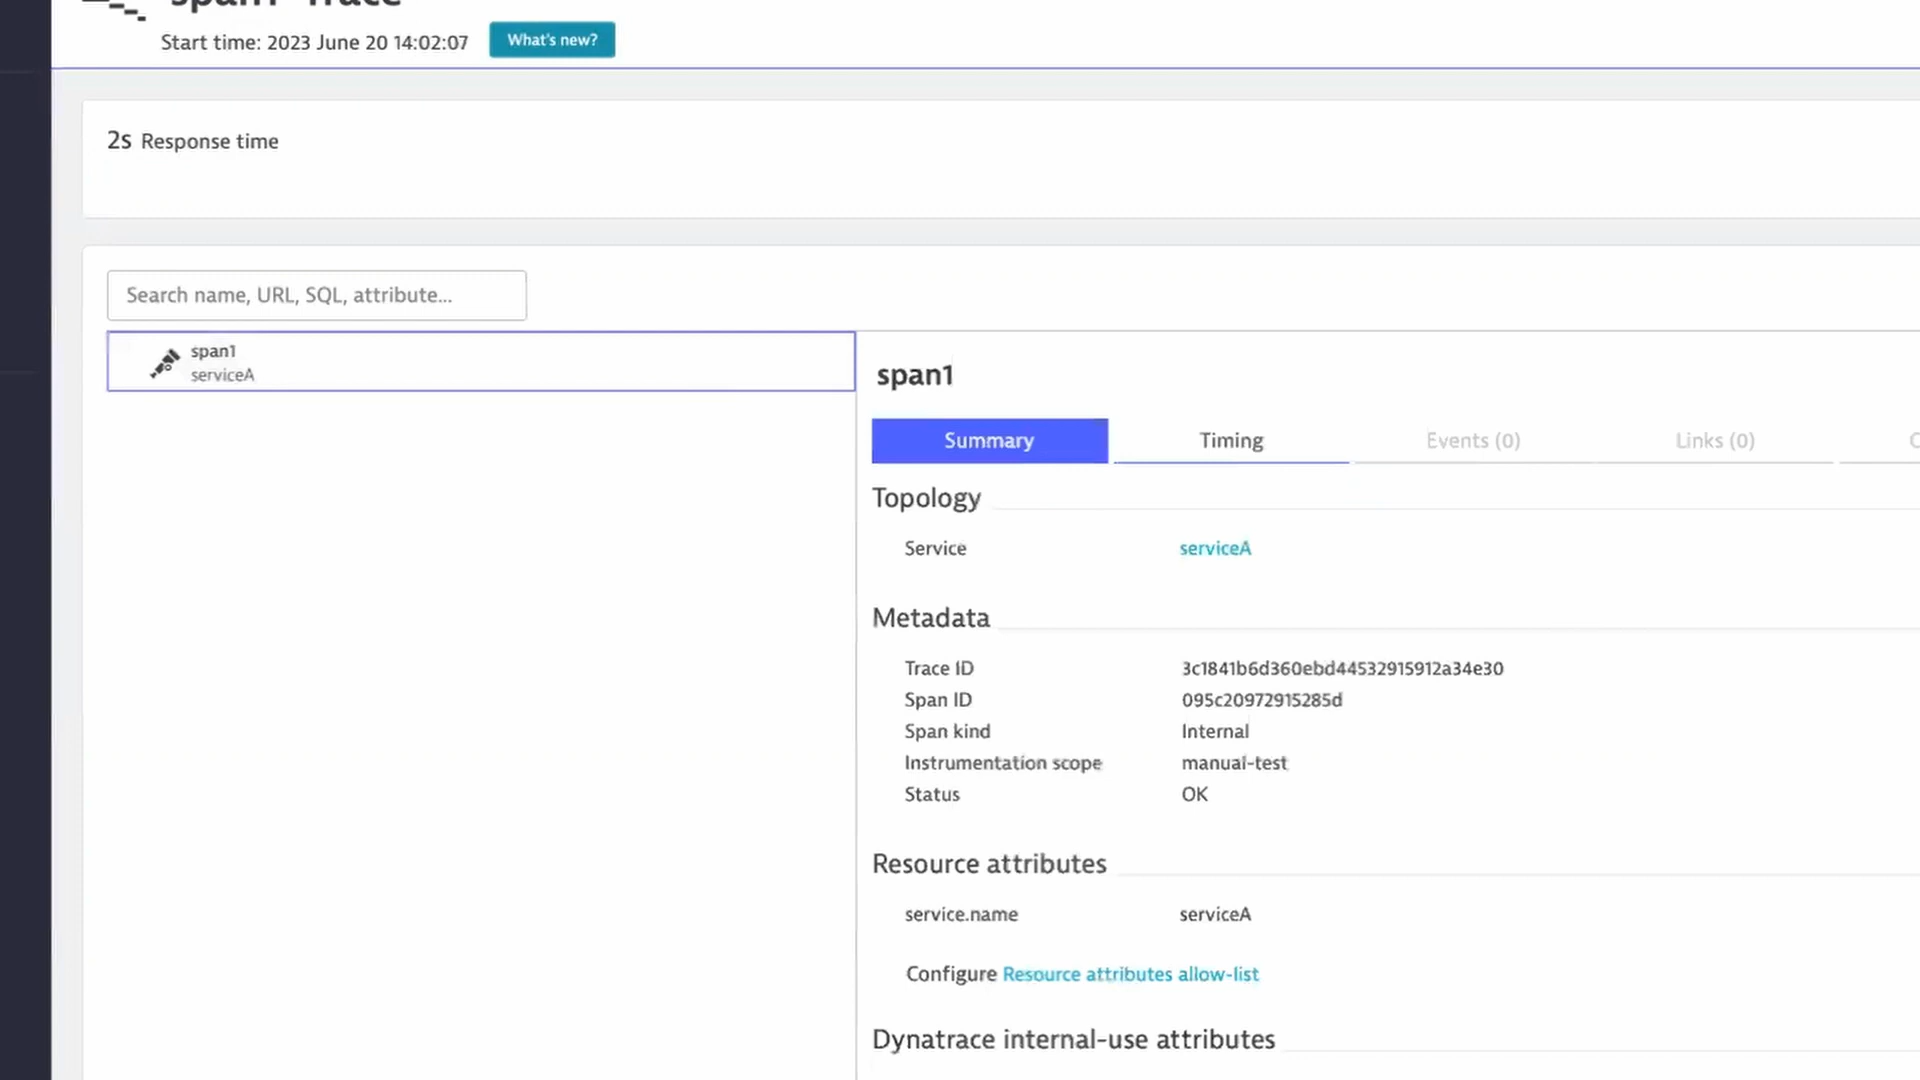 span1 Trace
Start time: 2023 June 20 14:02:07
What's new?
2s Response time
Search name, URL, SQL, attribute...
span1
serviceA
span1
Summary
Timing
Events (0)
Links (0)
Topology
Service
serviceA
Metadata
Trace ID
3c1841b6d360ebd44532915912a34e30
Span ID
095c20972915285d
Span kind
Internal
Instrumentation scope
manual-test
Status
OK
Resource attributes
service.name
serviceA
Configure Resource attributes allow-list
Dynatrace internal-use attributes